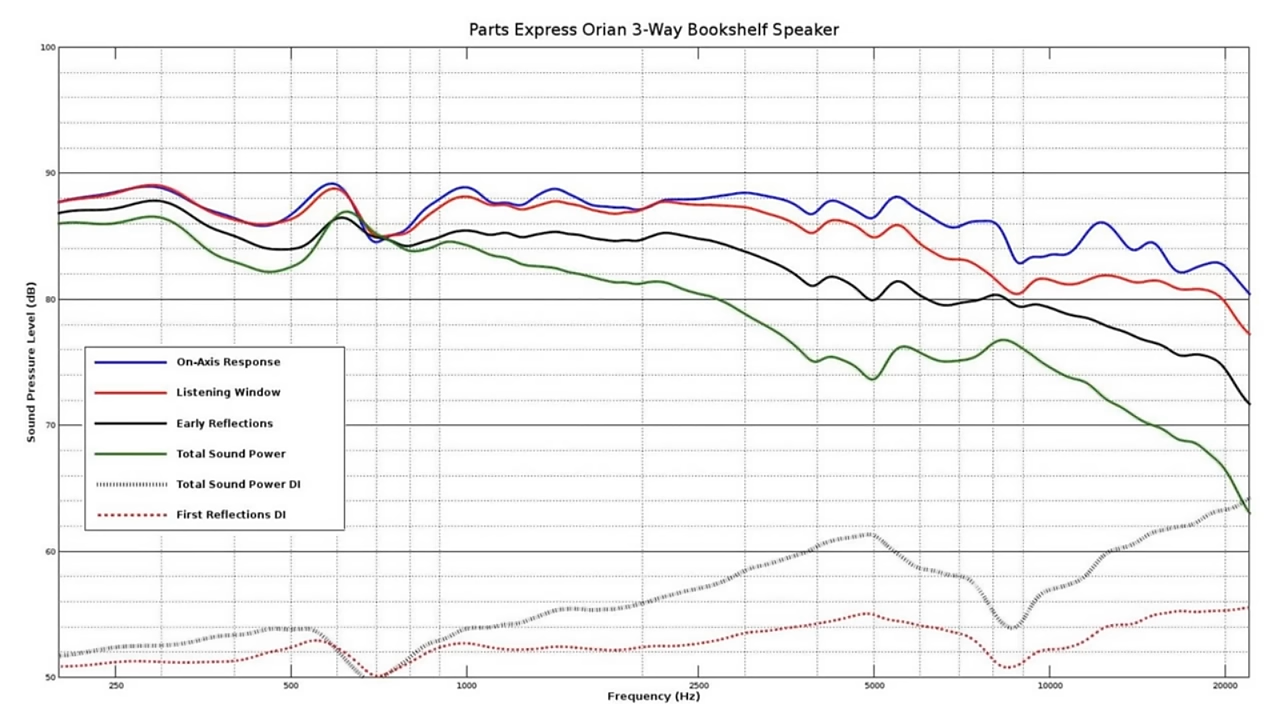 Parts Express Orian 3-Way Bookshelf Speaker
100
90
80
70
60
50
Sound Pressure Level (dB)
On-Axis Response
Listening Window
Early Reflections
Total Sound Power
Total Sound Power DI
First Reflections DI
250 500 1000 2500 5000 10000 20000
Frequency (Hz)